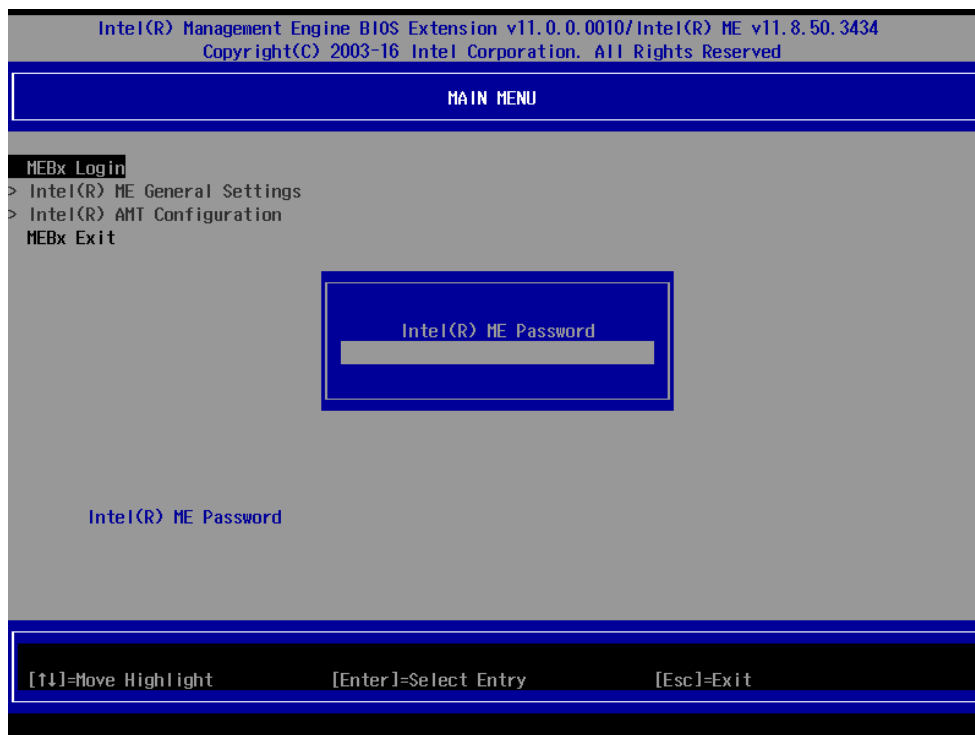 Intel(R) Management Engine BIOS Extension v11.0.0.0010/Intel(R) ME v11.8.50.3434
Copyright(C) 2003-16 Intel Corporation. All Rights Reserved
MAIN MENU
MEBx Login
> Intel(R) ME General Settings
> Intel(R) AMT Configuration
MEBx Exit
Intel(R) ME Password
Intel(R) ME Password
[↑↓]=Move Highlight [Enter]=Select Entry [Esc]=Exit